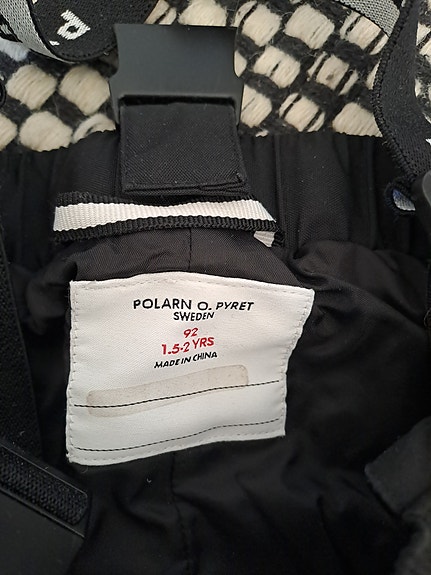 POLARN O. PYRET
SWEDEN
92
1.5-2 YRS
MADE IN CHINA